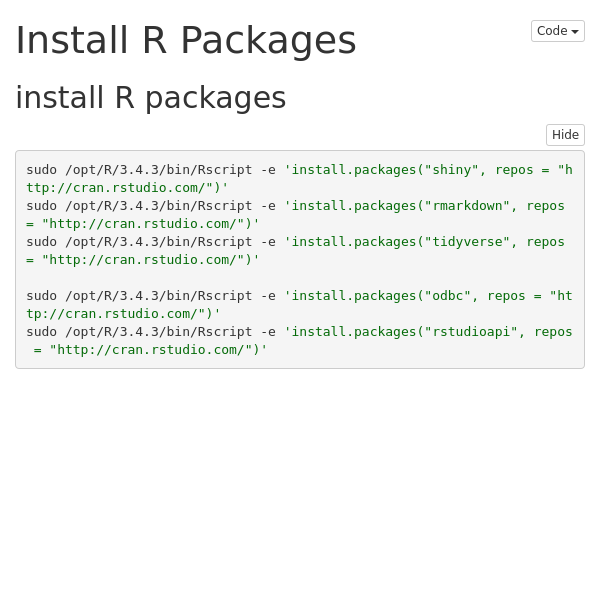 Install R Packages
Code
install R packages
Hide
sudo /opt/R/3.4.3/bin/Rscript -e 'install.packages("shiny", repos = "h
ttp://cran.rstudio.com/")'
sudo /opt/R/3.4.3/bin/Rscript -e 'install.packages("rmarkdown", repos
= "http://cran.rstudio.com/")'
sudo /opt/R/3.4.3/bin/Rscript -e 'install.packages("tidyverse", repos
= "http://cran.rstudio.com/")'
sudo /opt/R/3.4.3/bin/Rscript -e 'install.packages("odbc", repos = "ht
tp://cran.rstudio.com/")'
sudo /opt/R/3.4.3/bin/Rscript -e 'install.packages("rstudioapi", repos
 = "http://cran.rstudio.com/")'